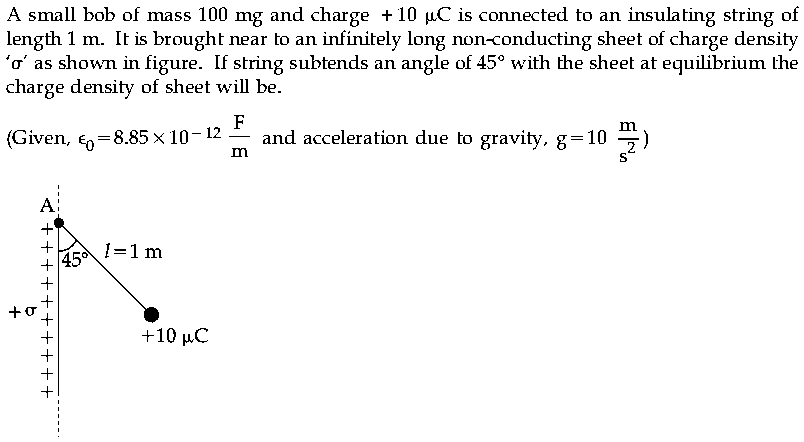 A small bob of mass 100 mg and charge +10 μC is connected to an insulating string of
length 1 m. It is brought near to an infinitely long non-conducting sheet of charge density
‘σ’ as shown in figure. If string subtends an angle of 45° with the sheet at equilibrium the
charge density of sheet will be.
(Given, ϵ₀=8.85×10⁻¹² F/m and acceleration due to gravity, g=10 m/s²)
A
+
+
45° l=1 m
+
+
+
+σ +
+
+10 μC
+
+
+